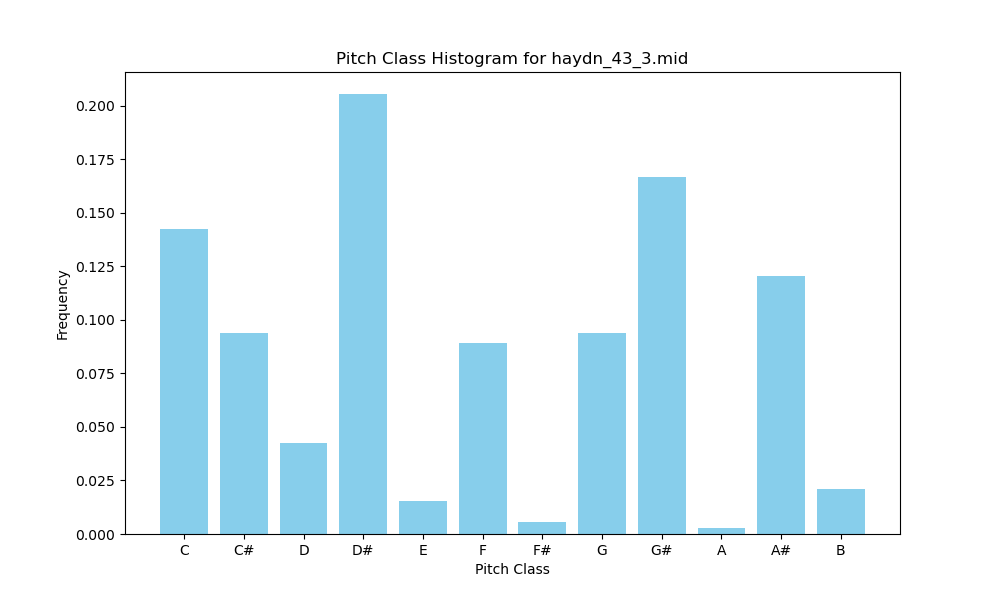 Pitch Class Histogram for haydn_43_3.mid
Frequency
0.200
0.175
0.150
0.125
0.100
0.075
0.050
0.025
0.000
C C# D D# E F F# G G# A A# B
Pitch Class